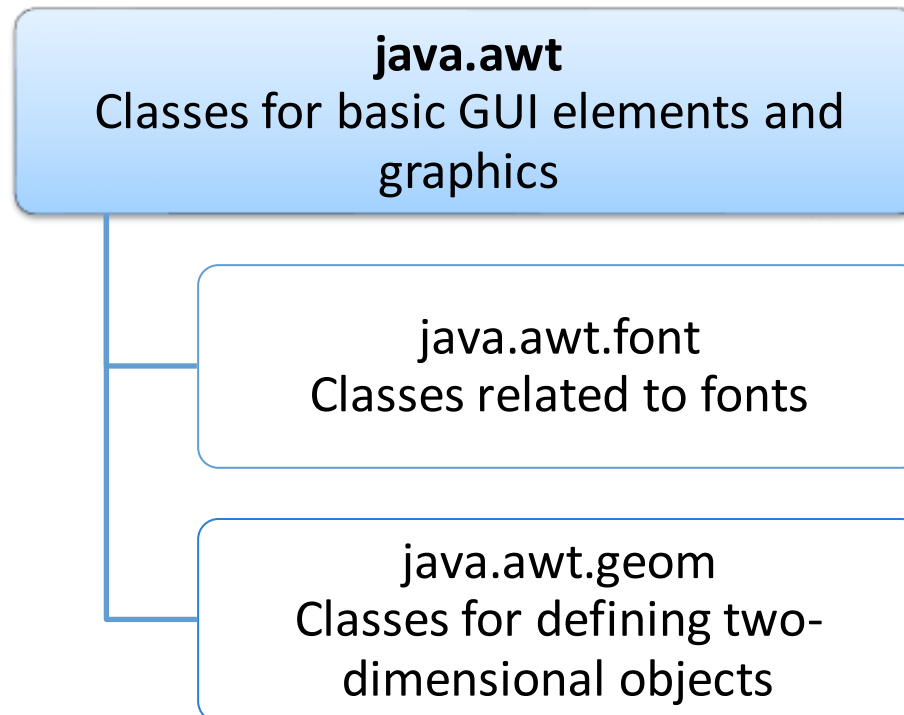 java.awt
Classes for basic GUI elements and
graphics
java.awt.font
Classes related to fonts
java.awt.geom
Classes for defining two-
dimensional objects